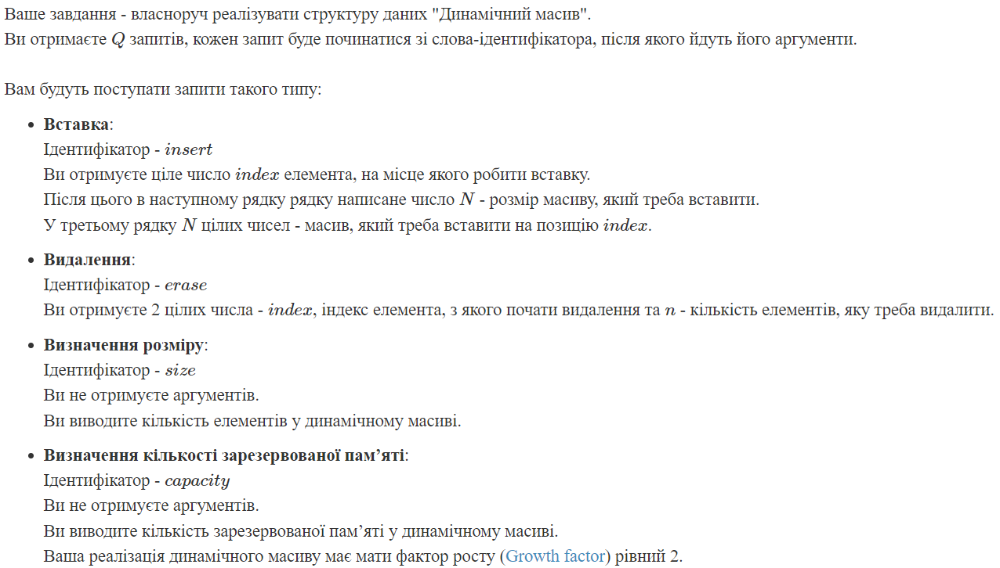 Ваше завдання - власноруч реалізувати структуру даних "Динамічний масив".
Ви отримаєте Q запитів, кожен запит буде починатися зі слова-ідентифікатора, після якого йдуть його аргументи.
Вам будуть поступати запити такого типу:
• Вставка:
Ідентифікатор - insert
Ви отримуєте ціле число index елемента, на місце якого робити вставку.
Після цього в наступному рядку рядку написане число N - розмір масиву, який треба вставити.
У третьому рядку N цілих чисел - масив, який треба вставити на позицію index.
• Видалення:
Ідентифікатор - erase
Ви отримуєте 2 цілих числа - index, індекс елемента, з якого почати видалення та n - кількість елементів, яку треба видалити.
• Визначення розміру:
Ідентифікатор - size
Ви не отримуєте аргументів.
Ви виводите кількість елементів у динамічному масиві.
• Визначення кількості зарезервованої пам’яті:
Ідентифікатор - capacity
Ви не отримуєте аргументів.
Ви виводите кількість зарезервованої пам’яті у динамічному масиві.
Ваша реалізація динамічного масиву має мати фактор росту (Growth factor) рівний 2.